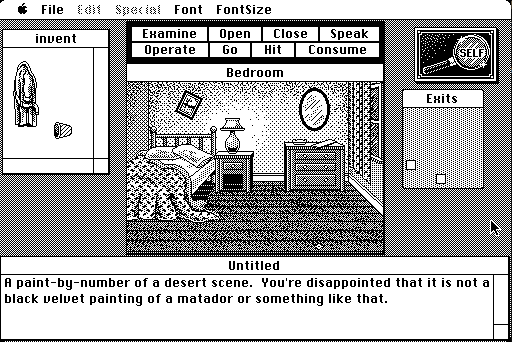 File Edit Special Font FontSize
invent
Examine Open Close Speak
Operate Go Hit Consume
SELF
Bedroom
Exits
Untitled
A paint-by-number of a desert scene. You're disappointed that it is not a
black velvet painting of a matador or something like that.